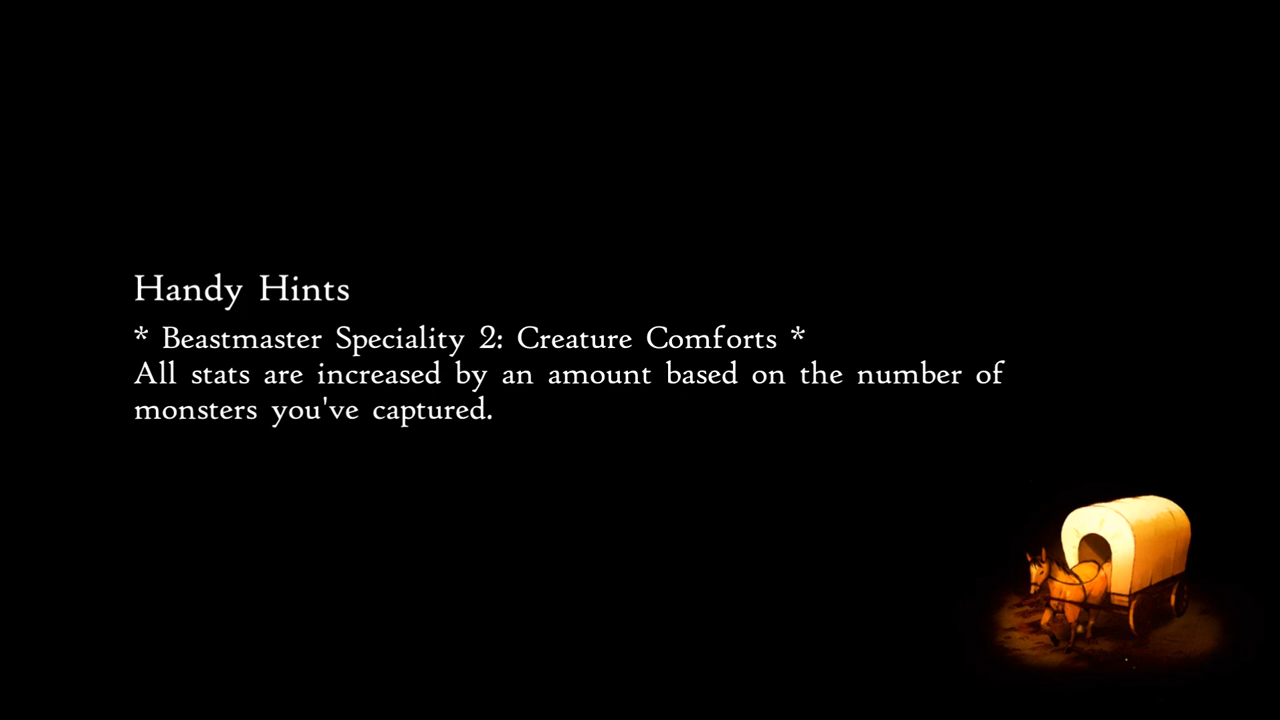 Handy Hints
* Beastmaster Speciality 2: Creature Comforts *
All stats are increased by an amount based on the number of
monsters you've captured.